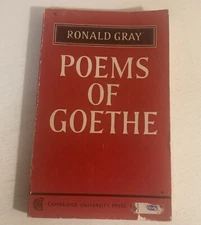 RONALD GRAY
POEMS
OF
GOETHE
CAMBRIDGE UNIVERSITY PRESS